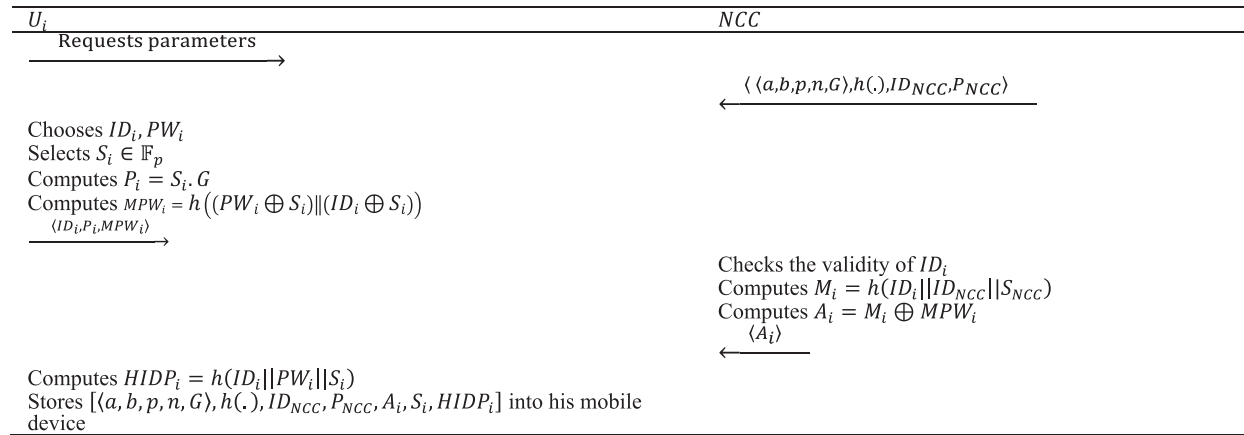 U_i NCC
Requests parameters
⟨ ⟨a,b,p,n,G⟩,h(.),ID_NCC,P_NCC⟩
Chooses ID_i, PW_i
Selects S_i ∈ 𝔽_p
Computes P_i = S_i. G
Computes MPW_i = h((PW_i ⊕ S_i)∥(ID_i ⊕ S_i))
⟨ID_i,P_i,MPW_i⟩
Checks the validity of ID_i
Computes M_i = h(ID_i||ID_NCC||S_NCC)
Computes A_i = M_i ⊕ MPW_i
⟨A_i⟩
Computes HIDP_i = h(ID_i||PW_i||S_i)
Stores [⟨a, b, p, n, G⟩, h(.), ID_NCC, P_NCC, A_i, S_i, HIDP_i] into his mobile
device